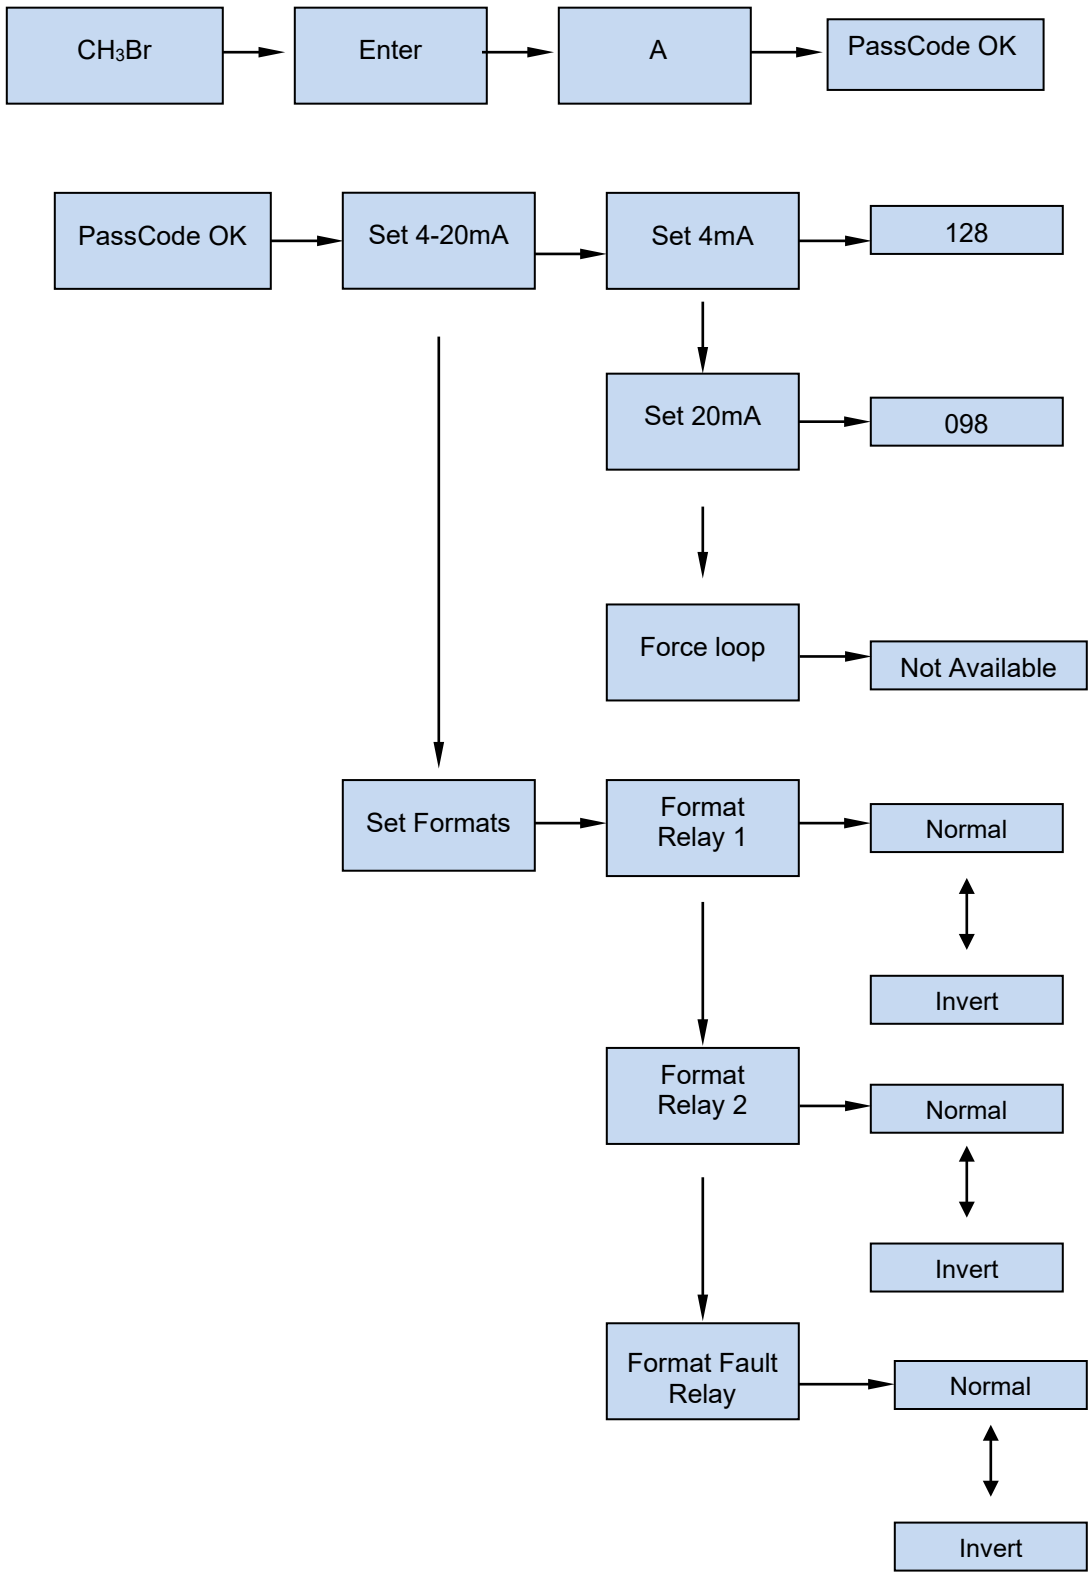 CH₃Br
Enter
A
PassCode OK
PassCode OK
Set 4-20mA
Set 4mA
128
Set 20mA
098
Force loop
Not Available
Set Formats
Format
Relay 1
Normal
Invert
Format
Relay 2
Normal
Invert
Format Fault
Relay
Normal
Invert